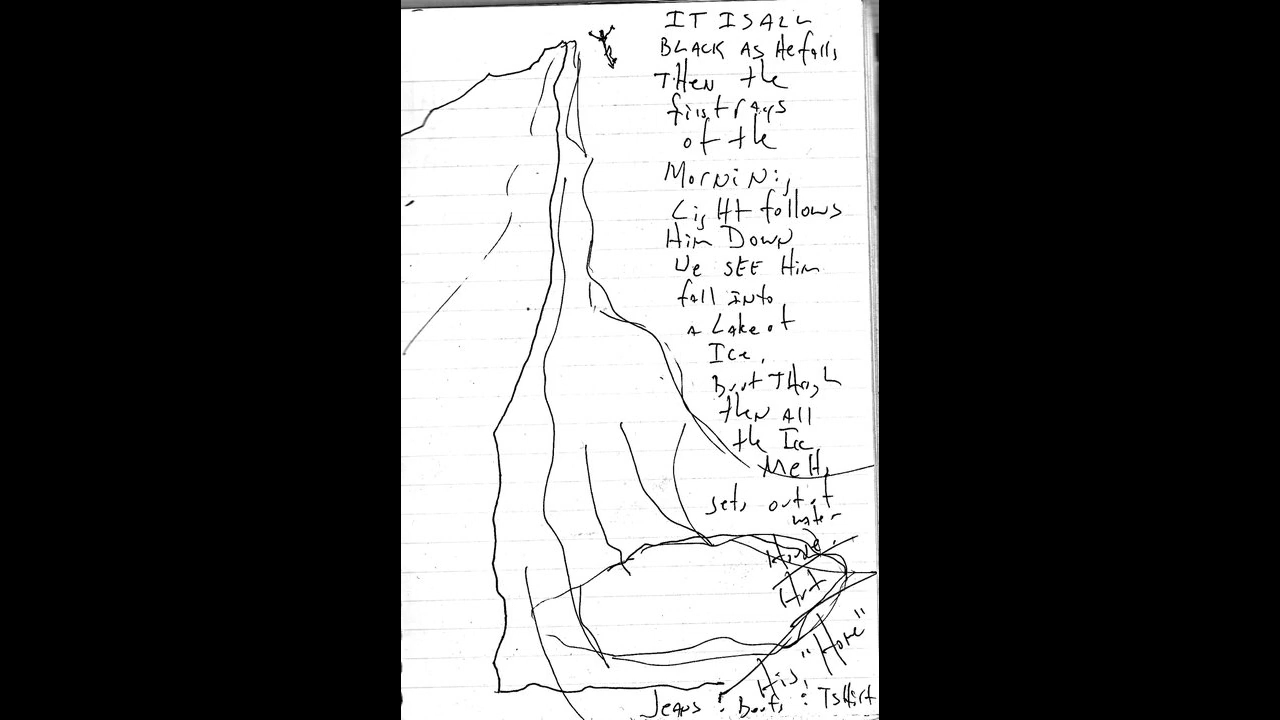 IT IS ALL
BLACK AS He falls,
THEN the
first rays
of the
MorNiNg
LigHt follows
Him DowN
We SEE Him
fall INto
A Lake of
Ice.
But
theN All
the Ice
Melts
gets out of
water
His "Home"
JeaNs : Boots : TsHirt